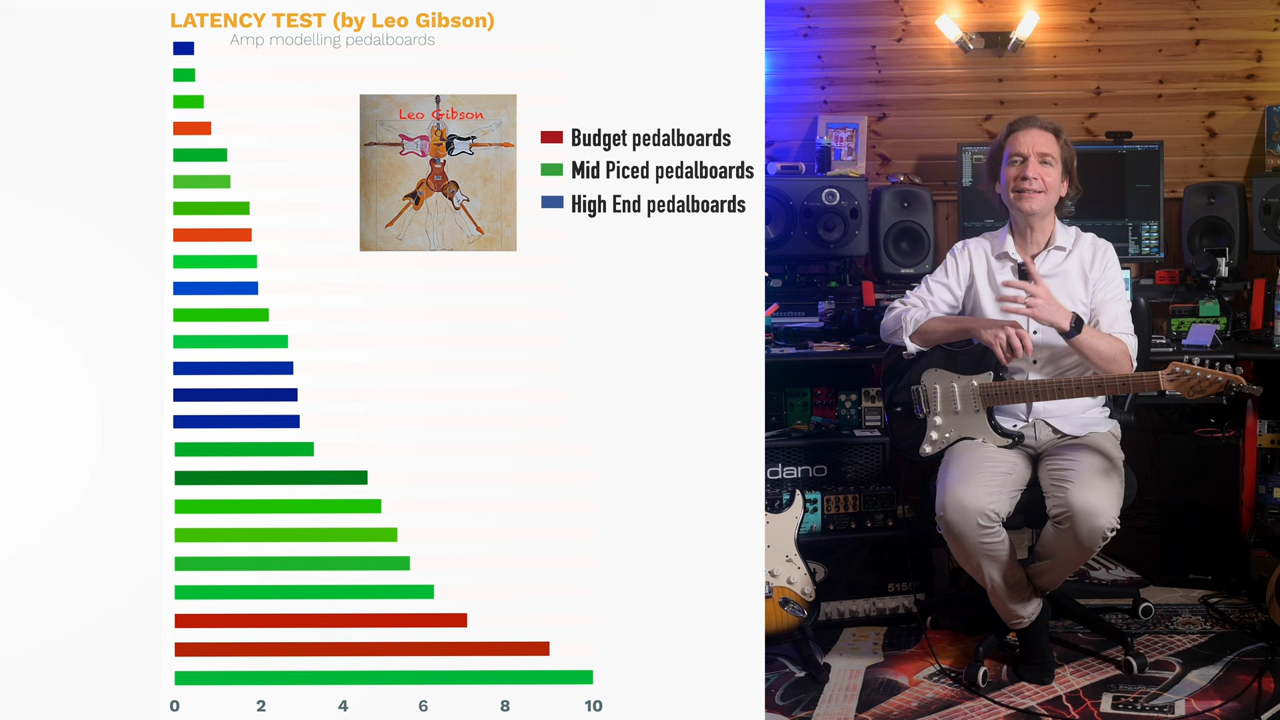 LATENCY TEST (by Leo Gibson)
Amp modelling pedalboards
Leo Gibson
Budget pedalboards
Mid Piced pedalboards
High End pedalboards
0 2 4 6 8 10
dano
515